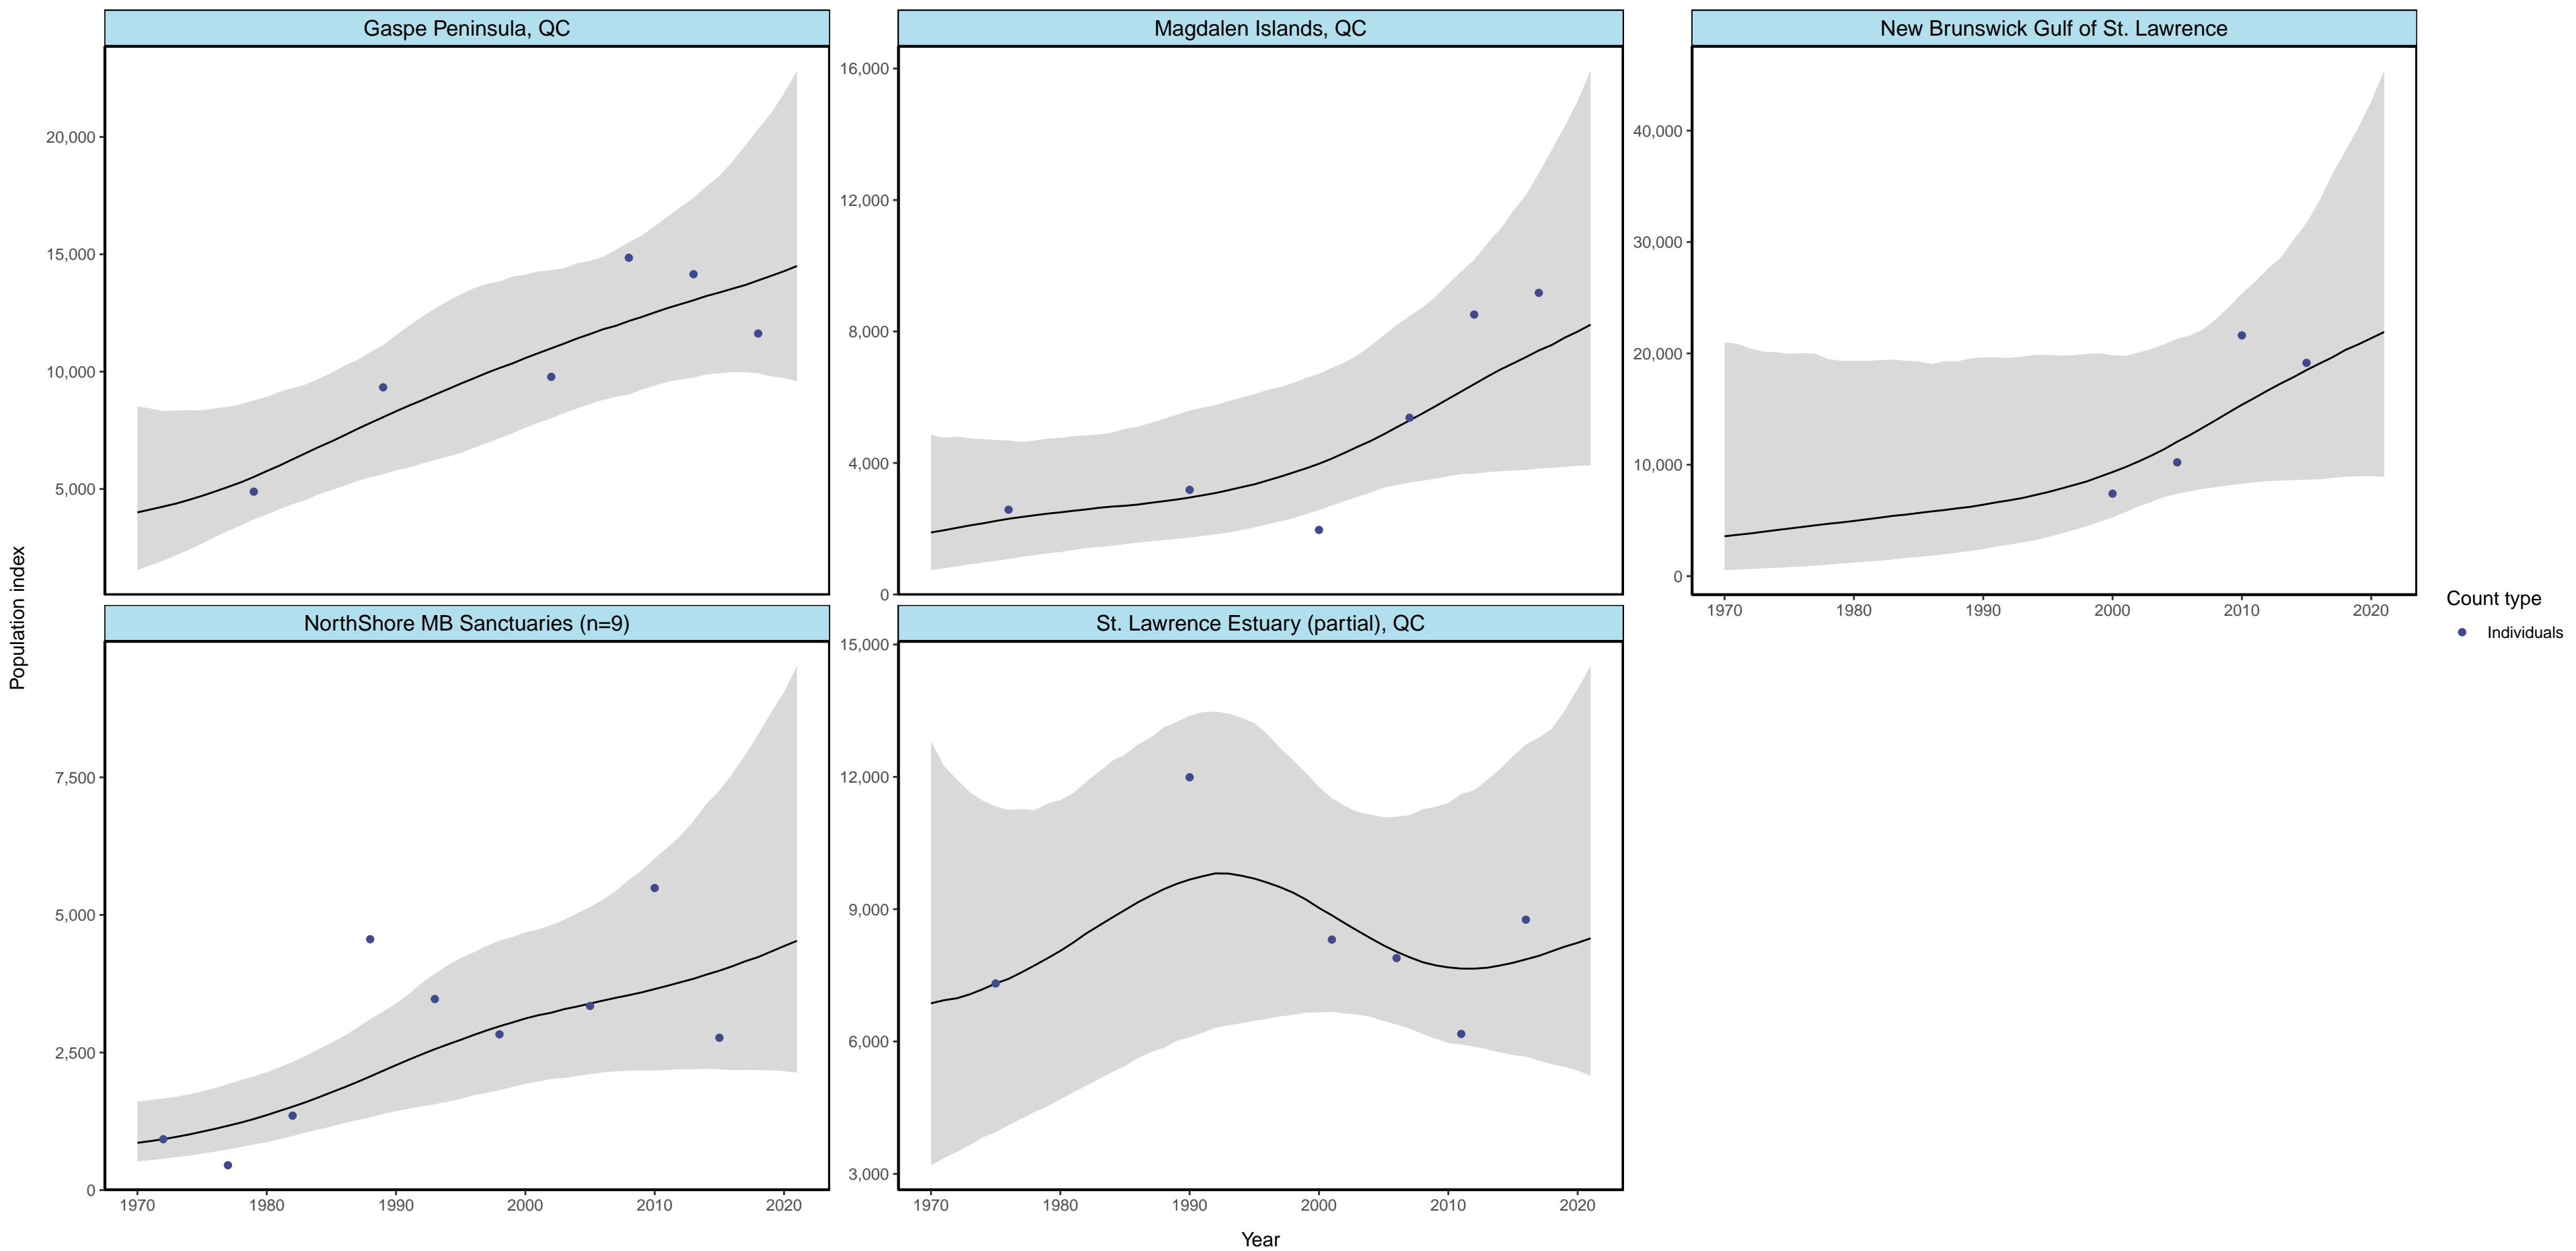 Gaspe Peninsula, QC
Magdalen Islands, QC
New Brunswick Gulf of St. Lawrence
20,000
15,000
10,000
5,000
16,000
12,000
8,000
4,000
0
40,000
30,000
20,000
10,000
0
1970 1980 1990 2000 2010 2020
Population index
Count type
Individuals
NorthShore MB Sanctuaries (n=9)
St. Lawrence Estuary (partial), QC
7,500
5,000
2,500
0
15,000
12,000
9,000
6,000
3,000
1970 1980 1990 2000 2010 2020
1970 1980 1990 2000 2010 2020
Year